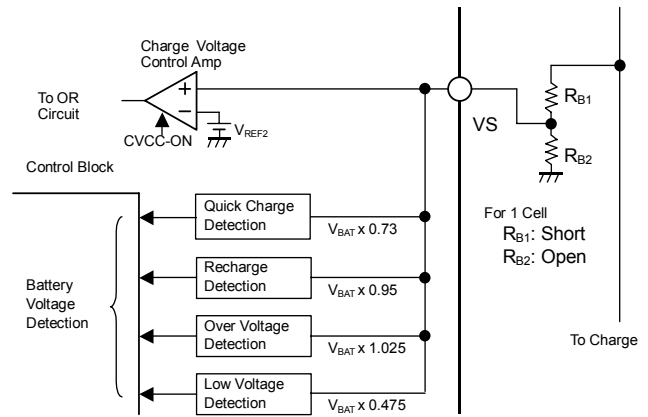 Charge Voltage
Control Amp
To OR
Circuit
+
−
CVCC-ON
VREF2
VS
RB1
RB2
Control Block
For 1 Cell
RB1: Short
RB2: Open
Quick Charge
Detection
VBAT x 0.73
Recharge
Detection
VBAT x 0.95
Battery
Voltage
Detection
Over Voltage
Detection
VBAT x 1.025
To Charge
Low Voltage
Detection
VBAT x 0.475